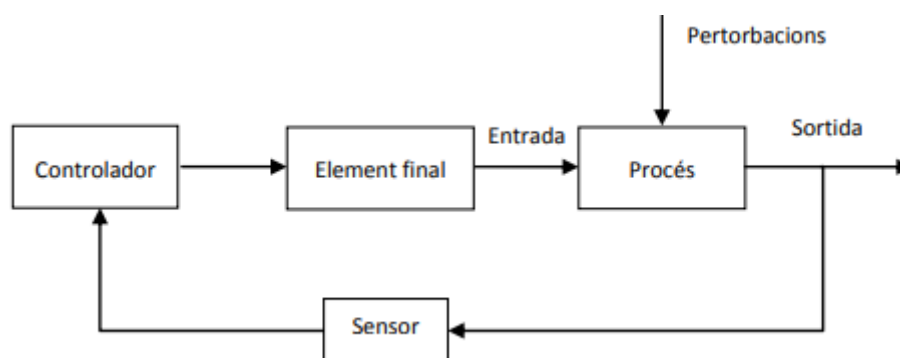 Pertorbacions
Controlador
Element final
Entrada
Procés
Sortida
Sensor